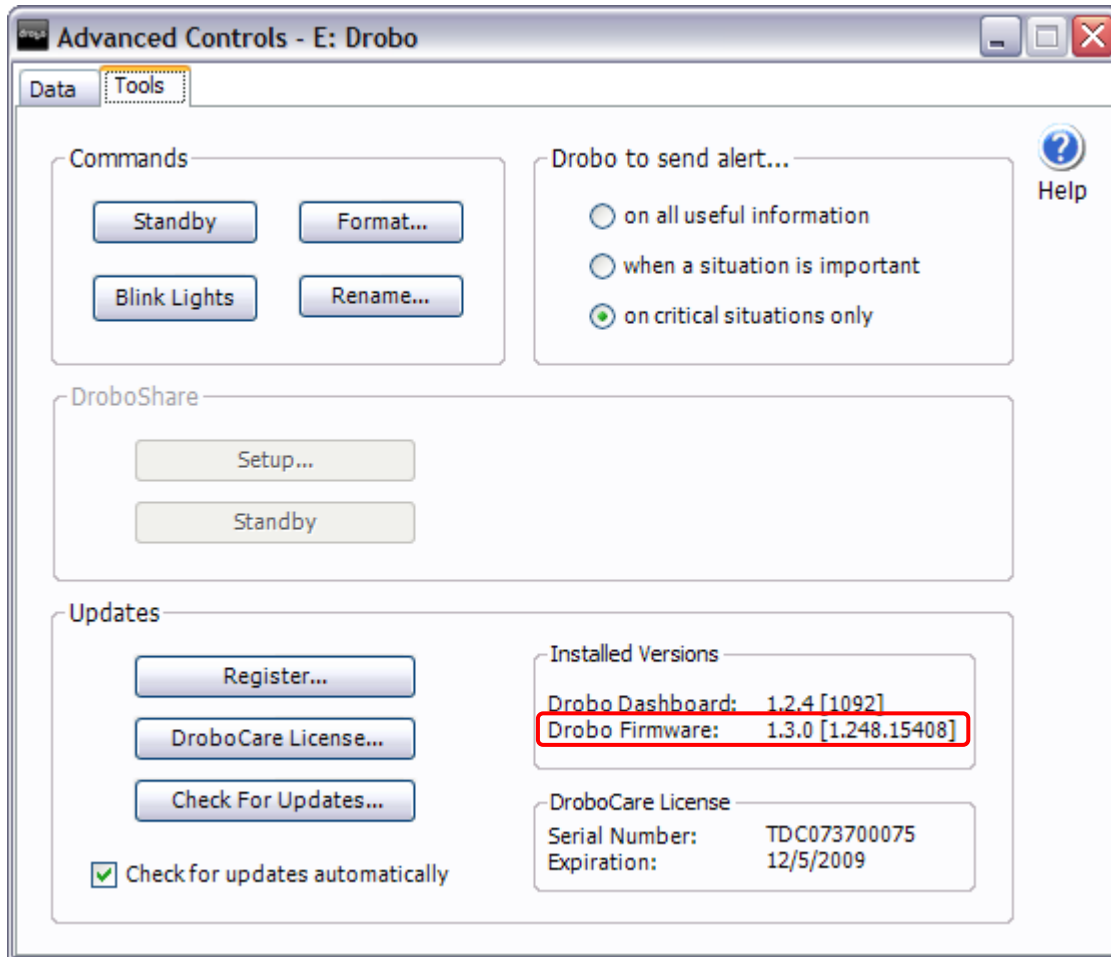 Advanced Controls - E: Drobo
Data
Tools
Commands
Standby
Format...
Blink Lights
Rename...
Drobo to send alert...
on all useful information
when a situation is important
on critical situations only
Help
DroboShare
Setup...
Standby
Updates
Register...
DroboCare License...
Check For Updates...
Check for updates automatically
Installed Versions
Drobo Dashboard: 1.2.4 [1092]
Drobo Firmware: 1.3.0 [1.248.15408]
DroboCare License
Serial Number: TDC073700075
Expiration: 12/5/2009